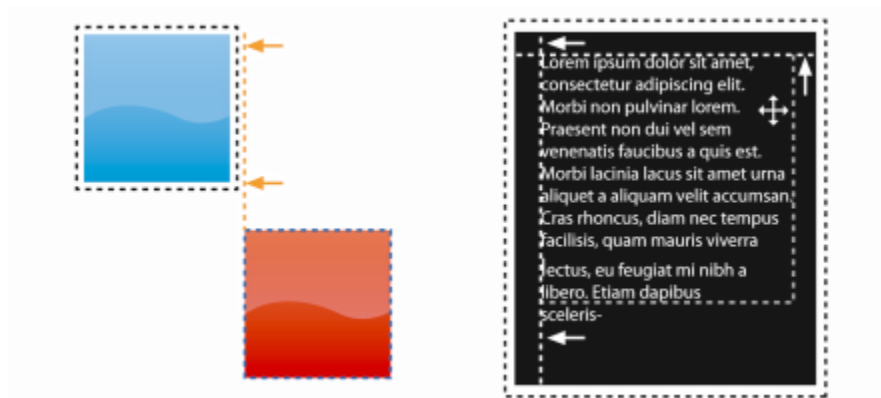 Lorem ipsum dolor sit amet,
consectetur adipiscing elit.
Morbi non pulvinar lorem.
Praesent non dui vel sem
venenatis faucibus a quis est.
Morbi lacinia lacus sit amet urna
aliquet a aliquam velit accumsan.
Cras rhoncus, diam nec tempus
facilisis, quam mauris viverra
lectus, eu feugiat mi nibh a
libero. Etiam dapibus
sceleris-